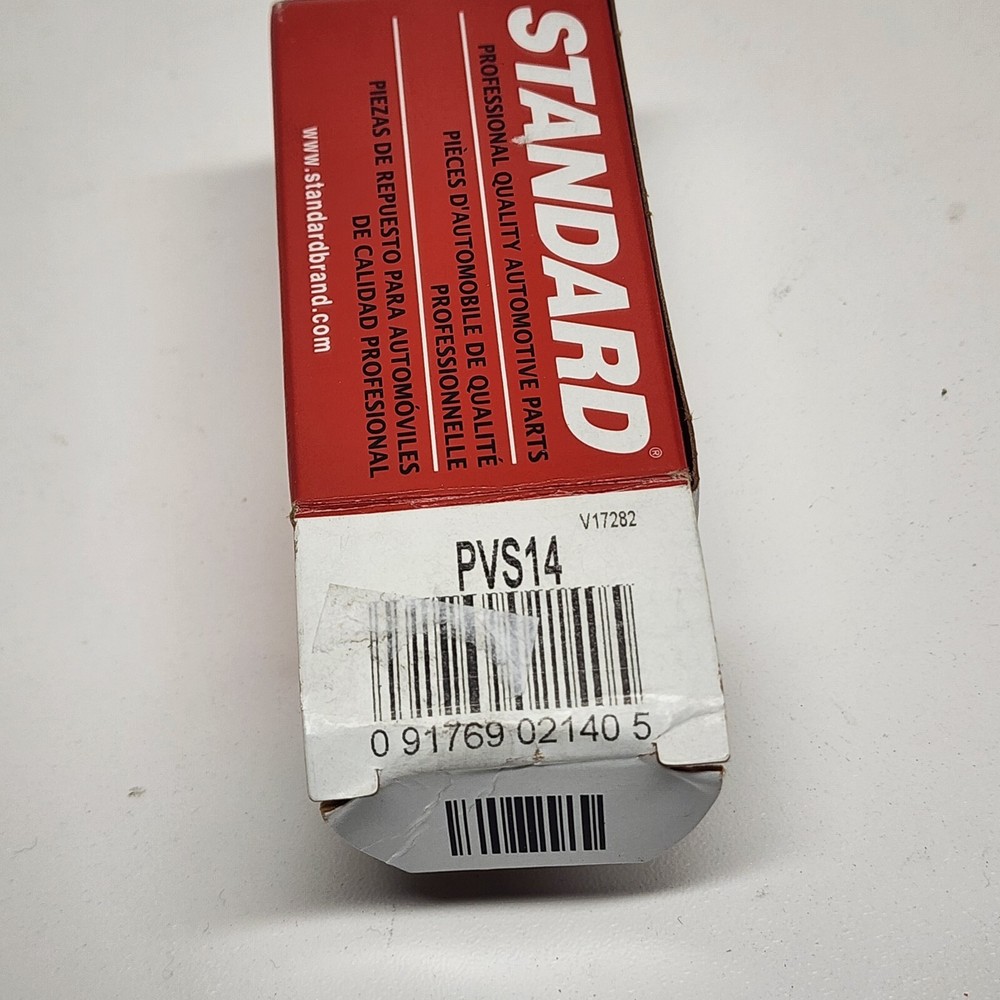 STANDARD®
PROFESSIONAL QUALITY AUTOMOTIVE PARTS
PIÈCES D'AUTOMOBILE DE QUALITÉ
PROFESSIONNELLE
PIEZAS DE REPUESTO PARA AUTOMÓVILES
DE CALIDAD PROFESIONAL
www.standardbrand.com
V17282
PVS14
0 91769 02140 5